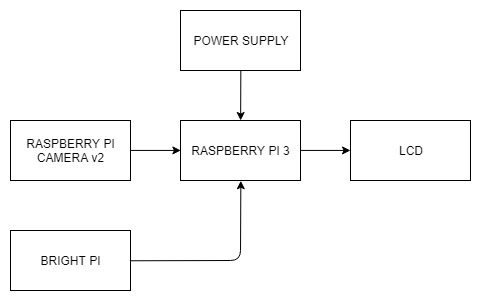 POWER SUPPLY
RASPBERRY PI
CAMERA v2
RASPBERRY PI 3
LCD
BRIGHT PI